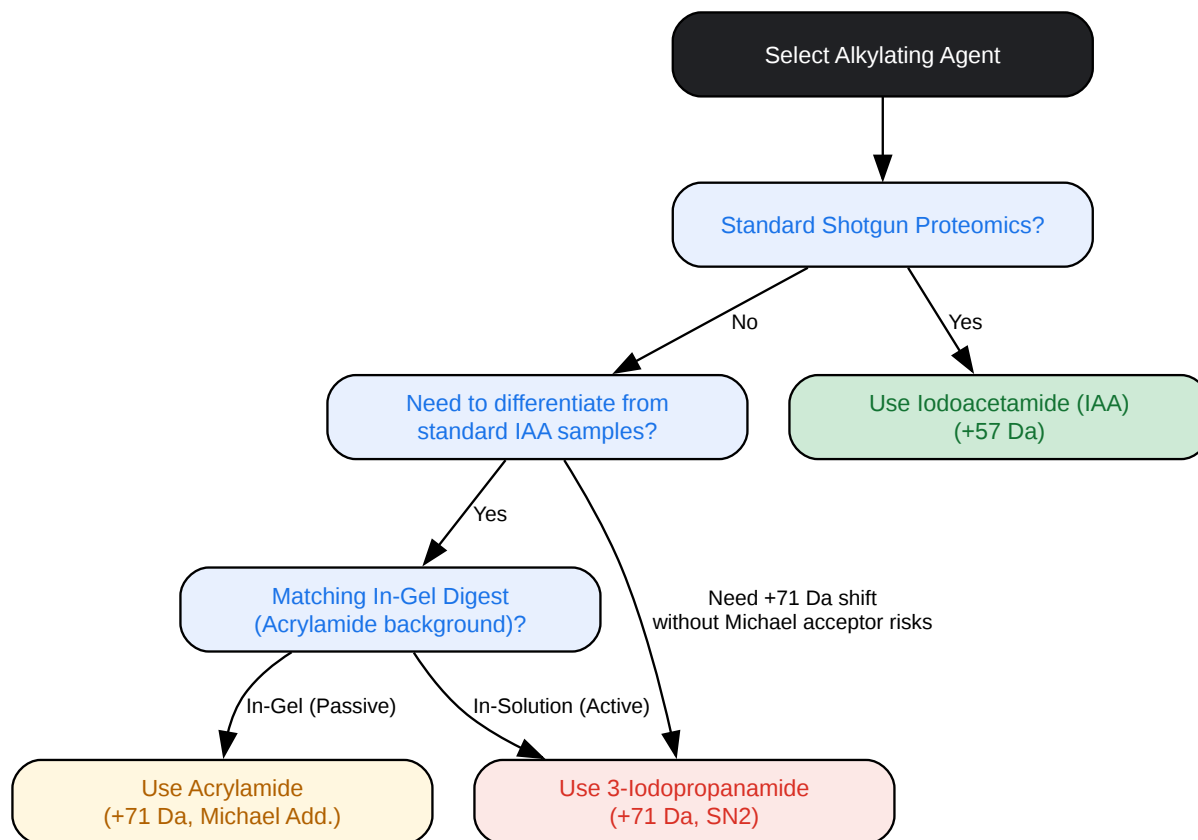 Select Alkylating Agent
Standard Shotgun Proteomics?
No
Yes
Need to differentiate from
standard IAA samples?
Use Iodoacetamide (IAA)
(+57 Da)
Yes
Need +71 Da shift
without Michael acceptor risks
Matching In-Gel Digest
(Acrylamide background)?
In-Gel (Passive)
In-Solution (Active)
Use Acrylamide
(+71 Da, Michael Add.)
Use 3-Iodopropanamide
(+71 Da, SN2)